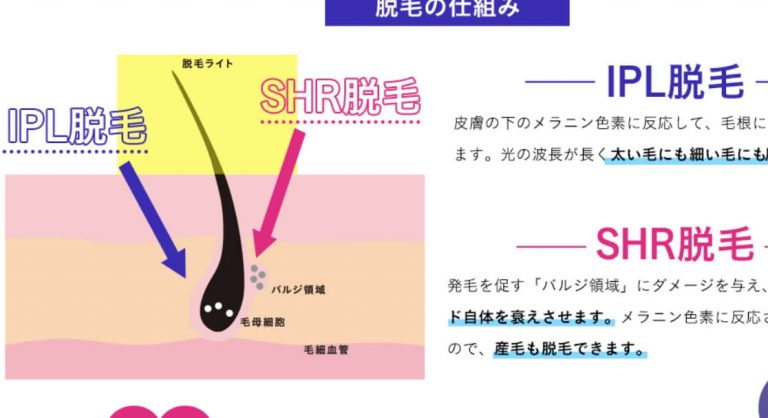 脱毛の仕組み
脱毛ライト
IPL脱毛
SHR脱毛
バルジ領域
毛母細胞
毛細血管
IPL脱毛
皮膚の下のメラニン色素に反応して、毛根に
ます。光の波長が長く太い毛にも細い毛にも
SHR脱毛
発毛を促す「バルジ領域」にダメージを与え、
ド自体を衰えさせます。メラニン色素に反応さ
ので、産毛も脱毛できます。